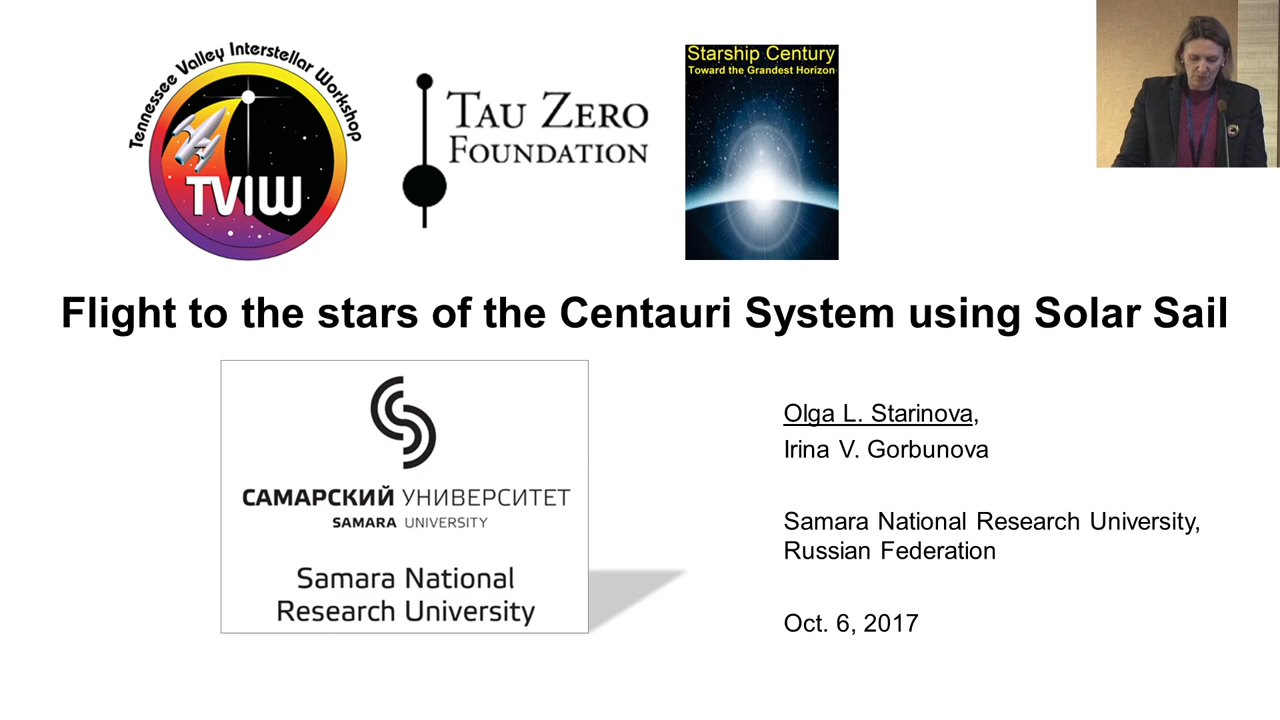 Tennessee Valley Interstellar Workshop
TVIW
TAU ZERO
FOUNDATION
Starship Century
Toward the Grandest Horizon
Flight to the stars of the Centauri System using Solar Sail
САМАРСКИЙ УНИВЕРСИТЕТ
SAMARA UNIVERSITY
Samara National
Research University
Olga L. Starinova,
Irina V. Gorbunova
Samara National Research University,
Russian Federation
Oct. 6, 2017